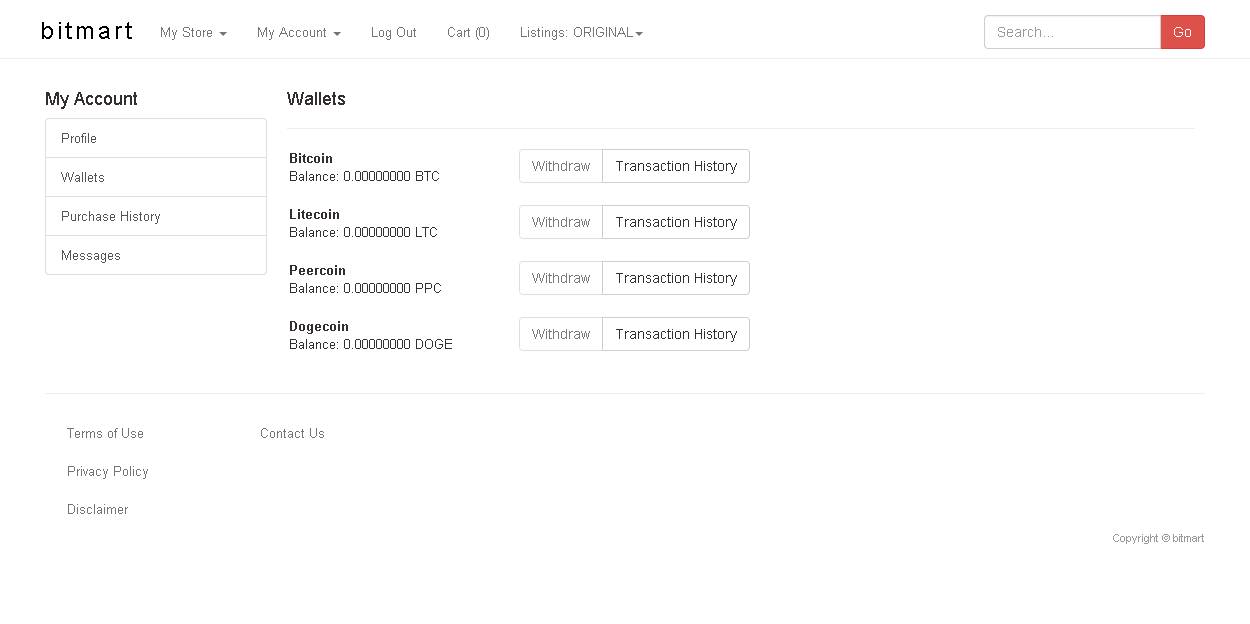 bitmart
My Store
My Account
Log Out
Cart (0)
Listings: ORIGINAL
Search...
Go
My Account
Profile
Wallets
Purchase History
Messages
Wallets
Bitcoin
Balance: 0.00000000 BTC
Withdraw
Transaction History
Litecoin
Balance: 0.00000000 LTC
Withdraw
Transaction History
Peercoin
Balance: 0.00000000 PPC
Withdraw
Transaction History
Dogecoin
Balance: 0.00000000 DOGE
Withdraw
Transaction History
Terms of Use
Contact Us
Privacy Policy
Disclaimer
Copyright © bitmart